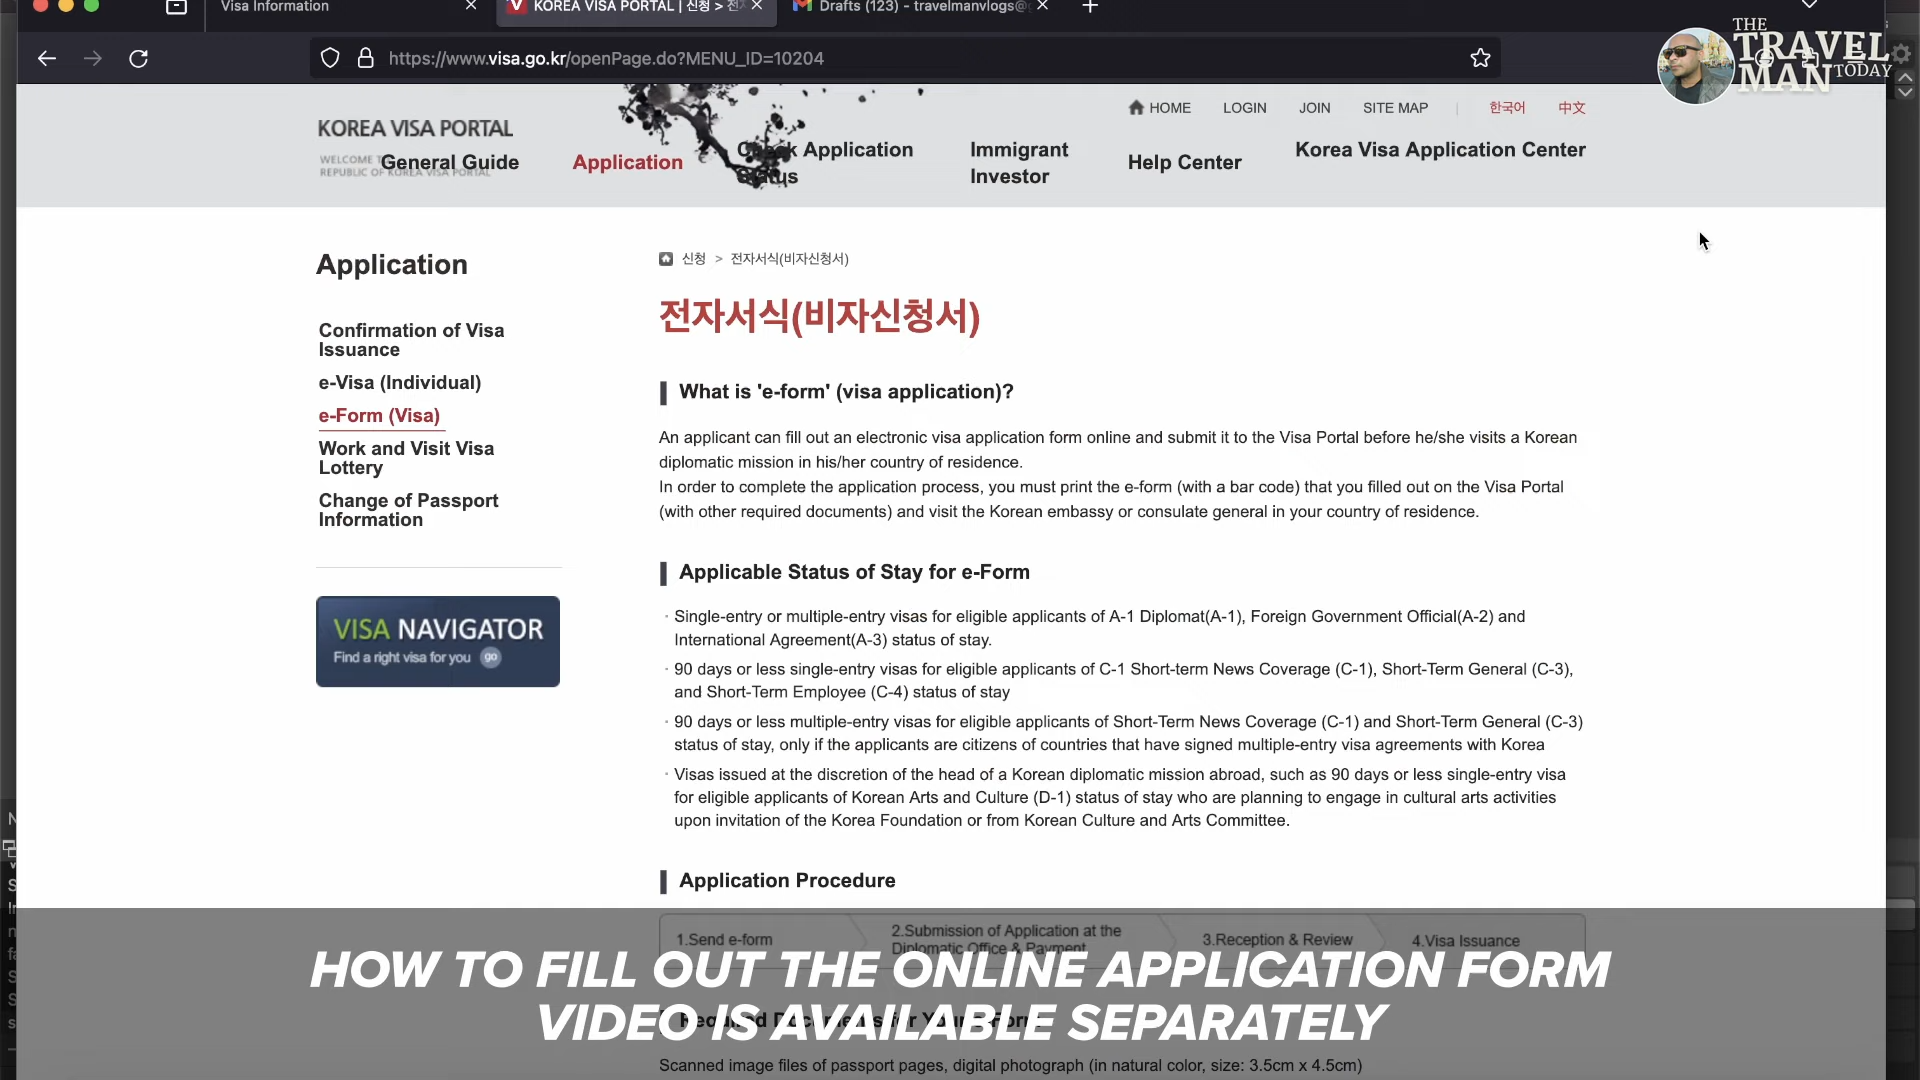 Visa Information
KOREA VISA PORTAL | 신청 > 전
Drafts (123) - travelmanvlogs@g
https://www.visa.go.kr/openPage.do?MENU_ID=10204
THE
TRAVEL
MAN TODAY
HOME LOGIN JOIN SITE MAP | 한국어 中文
KOREA VISA PORTAL
WELCOME
REPUBLIC OF KOREA VISA PORTAL
General Guide
Application
Check Application
Status
Immigrant
Investor
Help Center
Korea Visa Application Center
Application
Confirmation of Visa
Issuance
e-Visa (Individual)
e-Form (Visa)
Work and Visit Visa
Lottery
Change of Passport
Information
VISA NAVIGATOR
Find a right visa for you go
신청 > 전자서식(비자신청서)
전자서식(비자신청서)
What is 'e-form' (visa application)?
An applicant can fill out an electronic visa application form online and submit it to the Visa Portal before he/she visits a Korean
diplomatic mission in his/her country of residence.
In order to complete the application process, you must print the e-form (with a bar code) that you filled out on the Visa Portal
(with other required documents) and visit the Korean embassy or consulate general in your country of residence.
Applicable Status of Stay for e-Form
· Single-entry or multiple-entry visas for eligible applicants of A-1 Diplomat(A-1), Foreign Government Official(A-2) and
International Agreement(A-3) status of stay.
· 90 days or less single-entry visas for eligible applicants of C-1 Short-term News Coverage (C-1), Short-Term General (C-3),
and Short-Term Employee (C-4) status of stay
· 90 days or less multiple-entry visas for eligible applicants of Short-Term News Coverage (C-1) and Short-Term General (C-3)
status of stay, only if the applicants are citizens of countries that have signed multiple-entry visa agreements with Korea
· Visas issued at the discretion of the head of a Korean diplomatic mission abroad, such as 90 days or less single-entry visa
for eligible applicants of Korean Arts and Culture (D-1) status of stay who are planning to engage in cultural arts activities
upon invitation of the Korea Foundation or from Korean Culture and Arts Committee.
Application Procedure
1.Send e-form
2.Submission of Application at the
Diplomatic Office & Payment
3.Reception & Review
4.Visa Issuance
HOW TO FILL OUT THE ONLINE APPLICATION FORM
VIDEO IS AVAILABLE SEPARATELY
Required Documents for Your e-Form
Scanned image files of passport pages, digital photograph (in natural color, size: 3.5cm x 4.5cm)